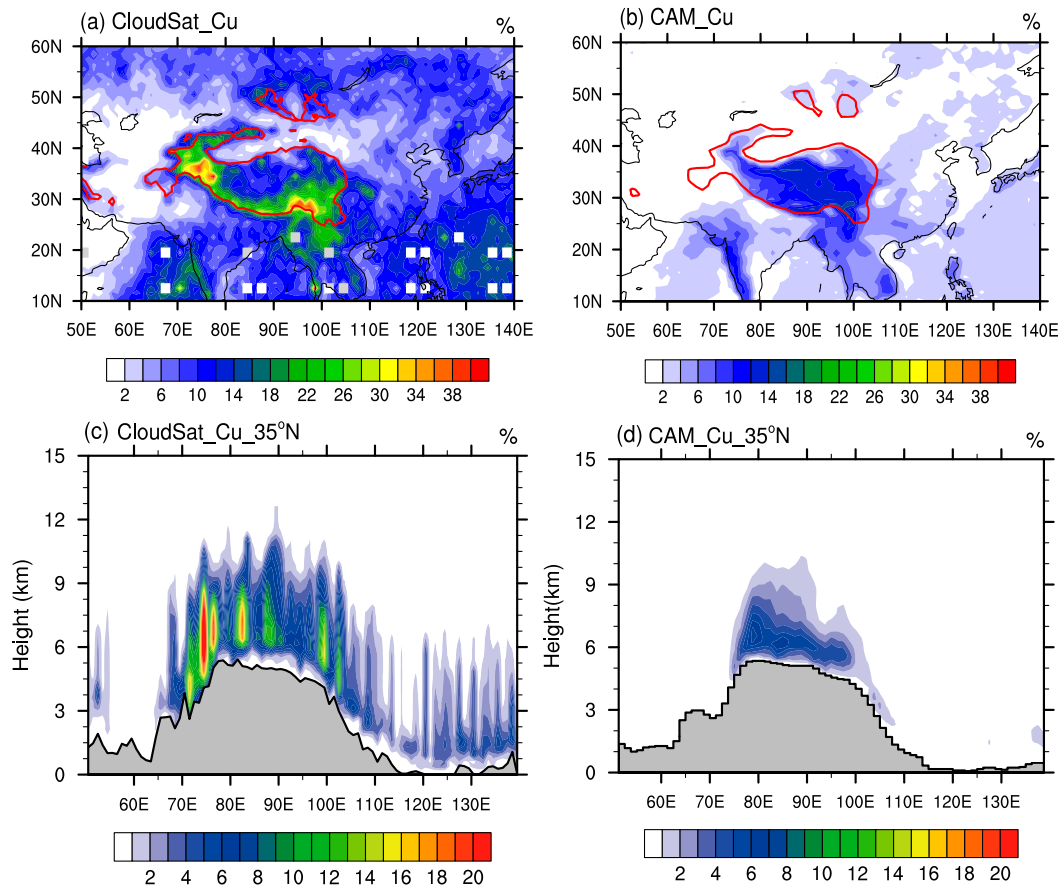 (a) CloudSat_Cu %
(b) CAM_Cu %
60N
50N
40N
30N
20N
10N
50E 60E 70E 80E 90E 100E 110E 120E 130E 140E
60N
50N
40N
30N
20N
10N
50E 60E 70E 80E 90E 100E 110E 120E 130E 140E
2 6 10 14 18 22 26 30 34 38
2 6 10 14 18 22 26 30 34 38
(c) CloudSat_Cu_35°N %
(d) CAM_Cu_35°N %
Height (km)
15
12
9
6
3
0
60E 70E 80E 90E 100E 110E 120E 130E
Height(km)
15
12
9
6
3
0
60E 70E 80E 90E 100E 110E 120E 130E
2 4 6 8 10 12 14 16 18 20
2 4 6 8 10 12 14 16 18 20